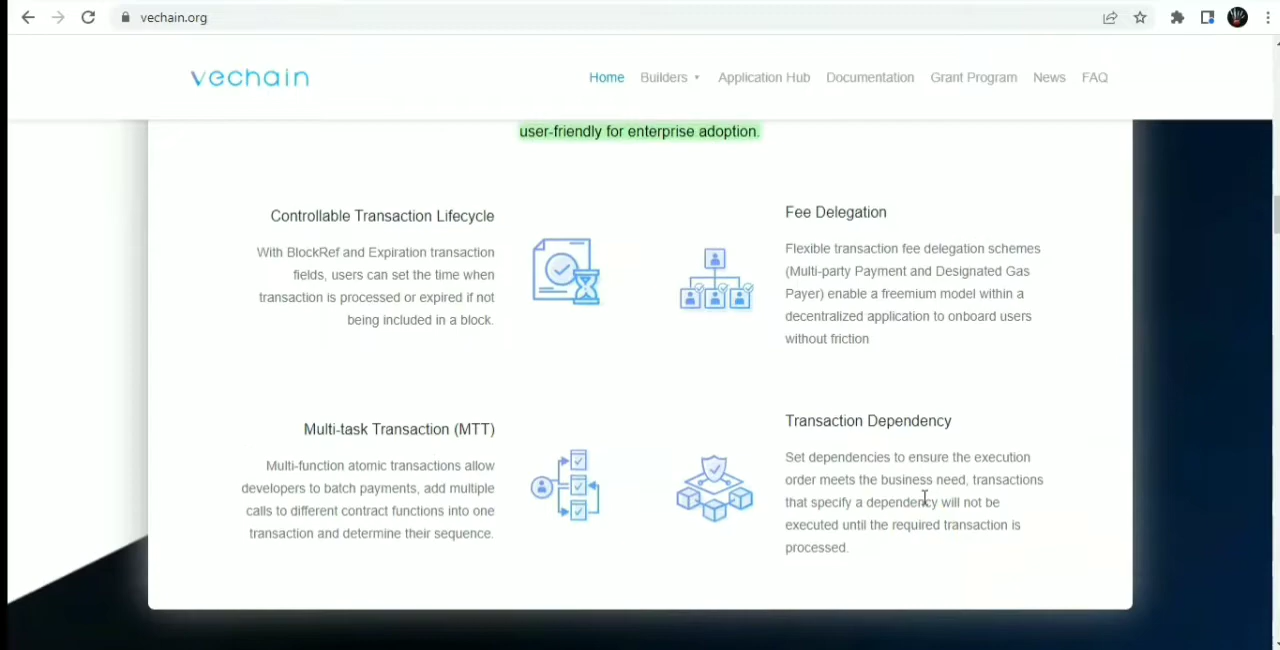 vechain.org
vechain
Home Builders Application Hub Documentation Grant Program News FAQ
user-friendly for enterprise adoption.
Controllable Transaction Lifecycle
With BlockRef and Expiration transaction
fields, users can set the time when
transaction is processed or expired if not
being included in a block.
Fee Delegation
Flexible transaction fee delegation schemes
(Multi-party Payment and Designated Gas
Payer) enable a freemium model within a
decentralized application to onboard users
without friction
Multi-task Transaction (MTT)
Multi-function atomic transactions allow
developers to batch payments, add multiple
calls to different contract functions into one
transaction and determine their sequence.
Transaction Dependency
Set dependencies to ensure the execution
order meets the business need, transactions
that specify a dependency will not be
executed until the required transaction is
processed.